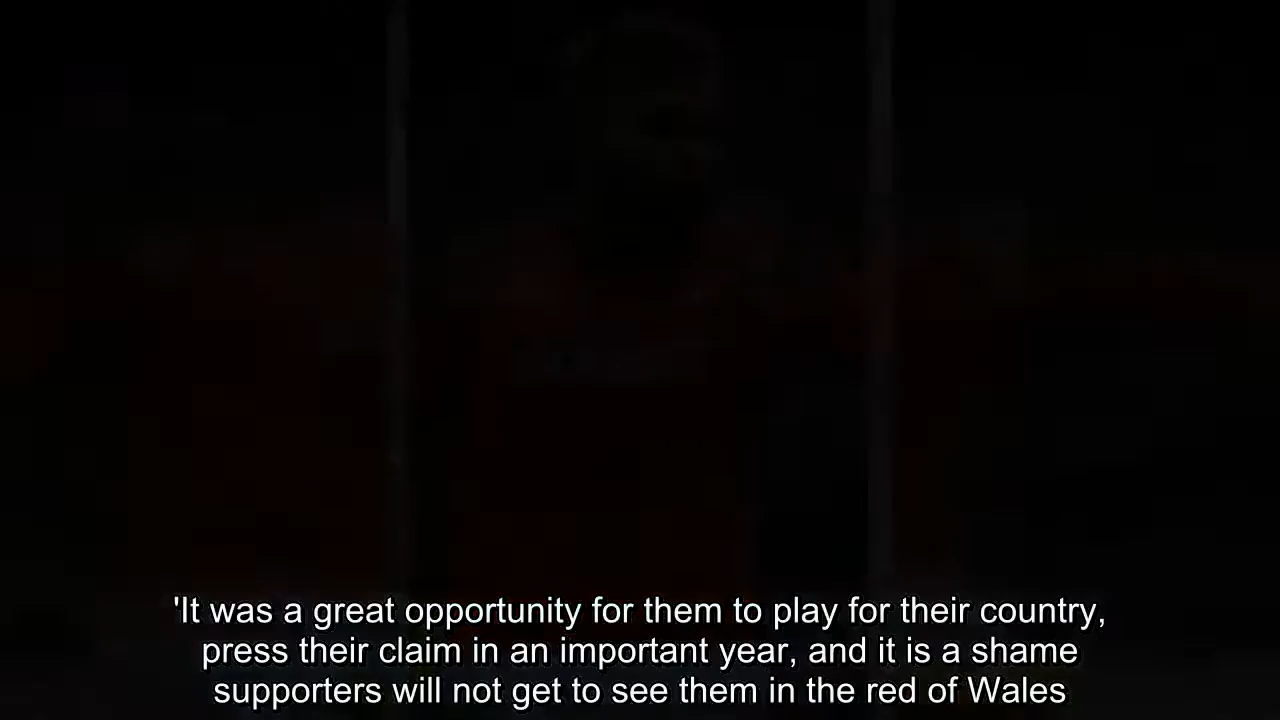 'It was a great opportunity for them to play for their country,
press their claim in an important year, and it is a shame
supporters will not get to see them in the red of Wales